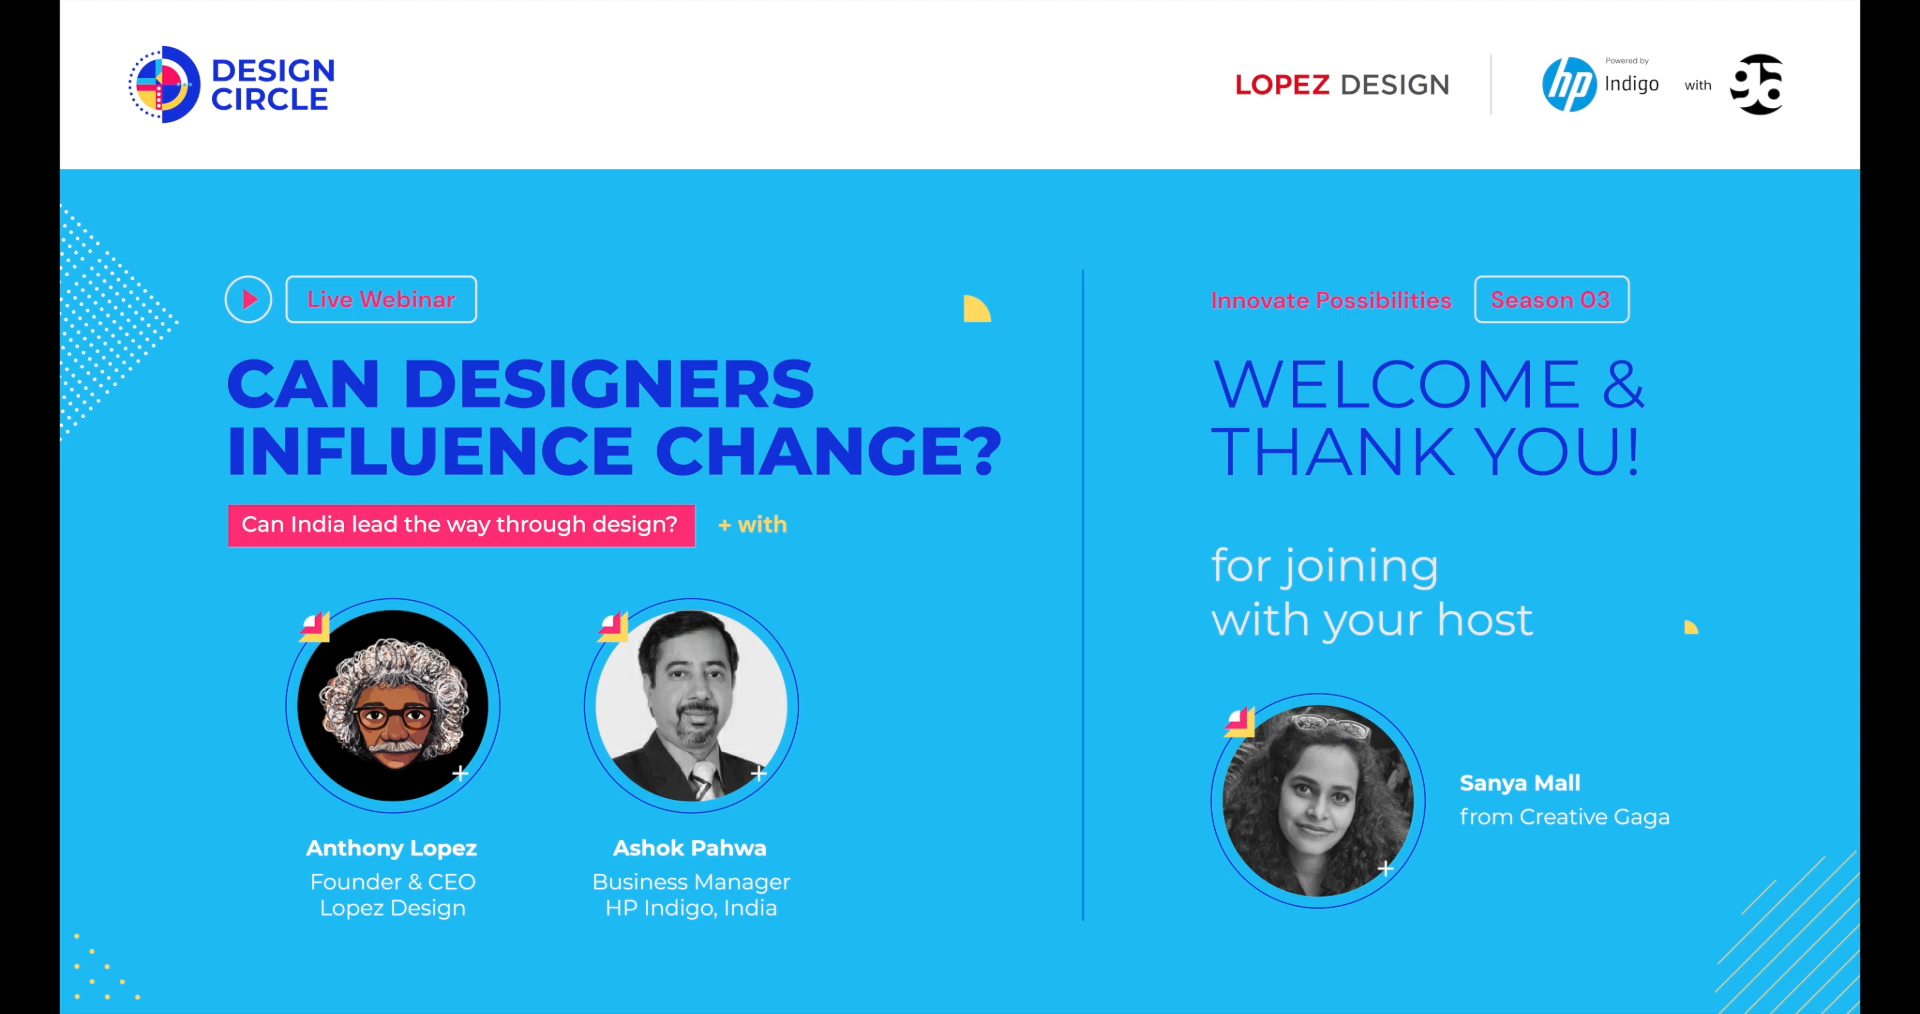 DESIGN
CIRCLE
LOPEZ DESIGN
hp
Powered by
Indigo
with
95
Live Webinar
CAN DESIGNERS
INFLUENCE CHANGE?
Can India lead the way through design?
+ with
Anthony Lopez
Founder & CEO
Lopez Design
Ashok Pahwa
Business Manager
HP Indigo, India
Innovate Possibilities
Season 03
WELCOME &
THANK YOU!
for joining
with your host
Sanya Mall
from Creative Gaga